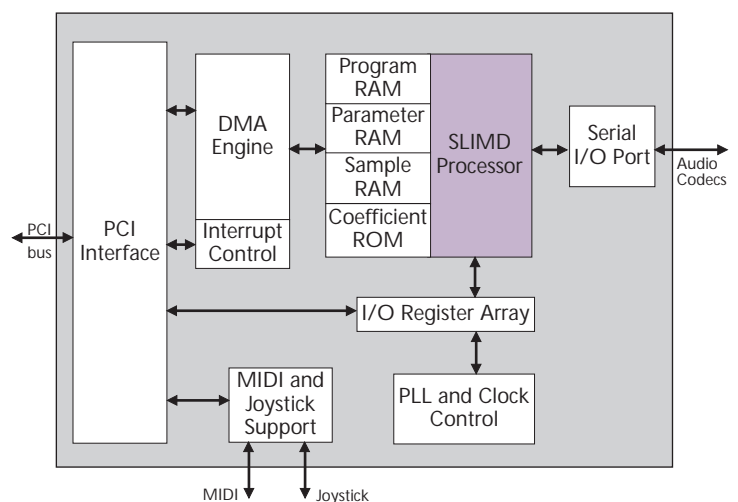 Program
RAM
Parameter
RAM
Sample
RAM
Coefficient
ROM
DMA
Engine
Interrupt
Control
SLIMD
Processor
Serial
I/O Port
Audio
Codecs
PCI
bus
PCI
Interface
I/O Register Array
MIDI and
Joystick
Support
PLL and Clock
Control
MIDI
Joystick